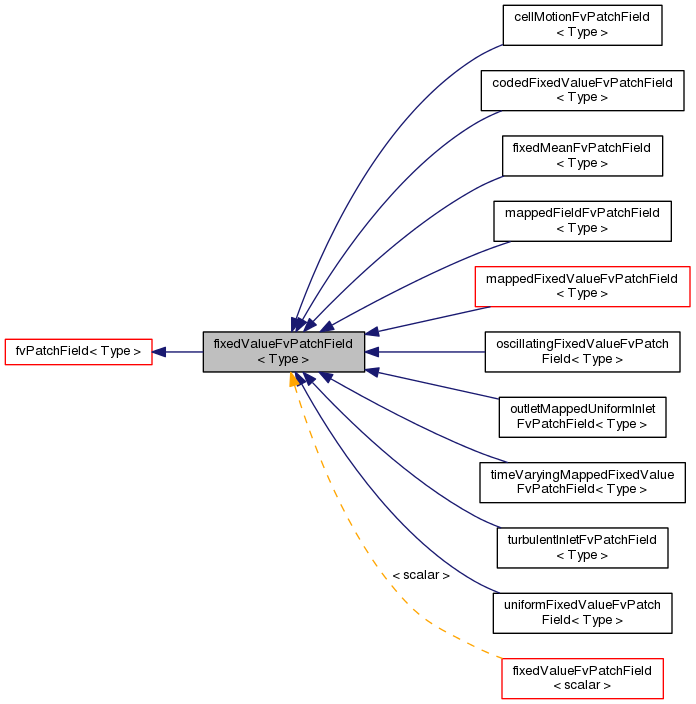 cellMotionFvPatchField
< Type >
codedFixedValueFvPatchField
< Type >
fixedMeanFvPatchField
< Type >
mappedFieldFvPatchField
< Type >
mappedFixedValueFvPatchField
< Type >
fvPatchField< Type >
fixedValueFvPatchField
< Type >
oscillatingFixedValueFvPatch
Field< Type >
outletMappedUniformInlet
FvPatchField< Type >
timeVaryingMappedFixedValue
FvPatchField< Type >
turbulentInletFvPatchField
< Type >
< scalar >
uniformFixedValueFvPatch
Field< Type >
fixedValueFvPatchField
< scalar >